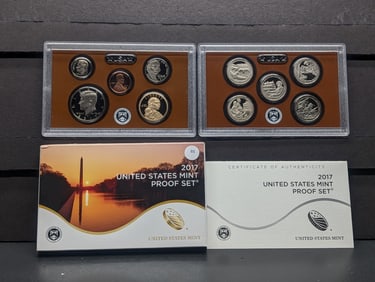 2017
UNITED STATES MINT
PROOF SET
UNITED STATES MINT
CERTIFICATE OF AUTHENTICITY
2017
UNITED STATES MINT
PROOF SET
UNITED STATES MINT